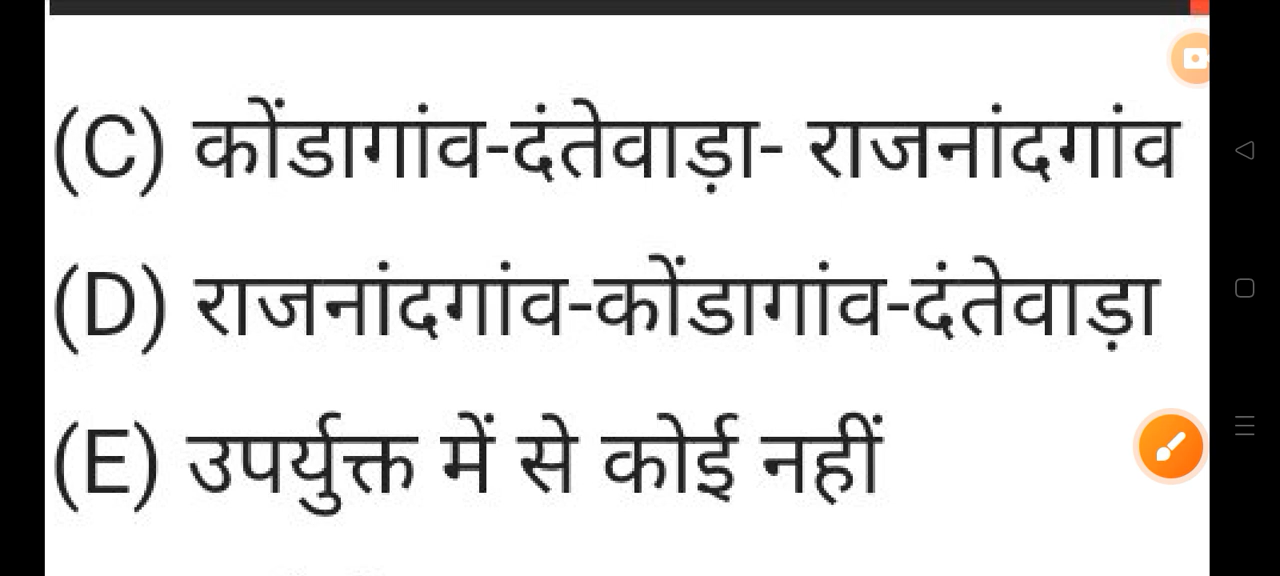 (C) कोंडागांव-दंतेवाड़ा- राजनांदगांव
(D) राजनांदगांव-कोंडागांव-दंतेवाड़ा
(E) उपर्युक्त में से कोई नहीं